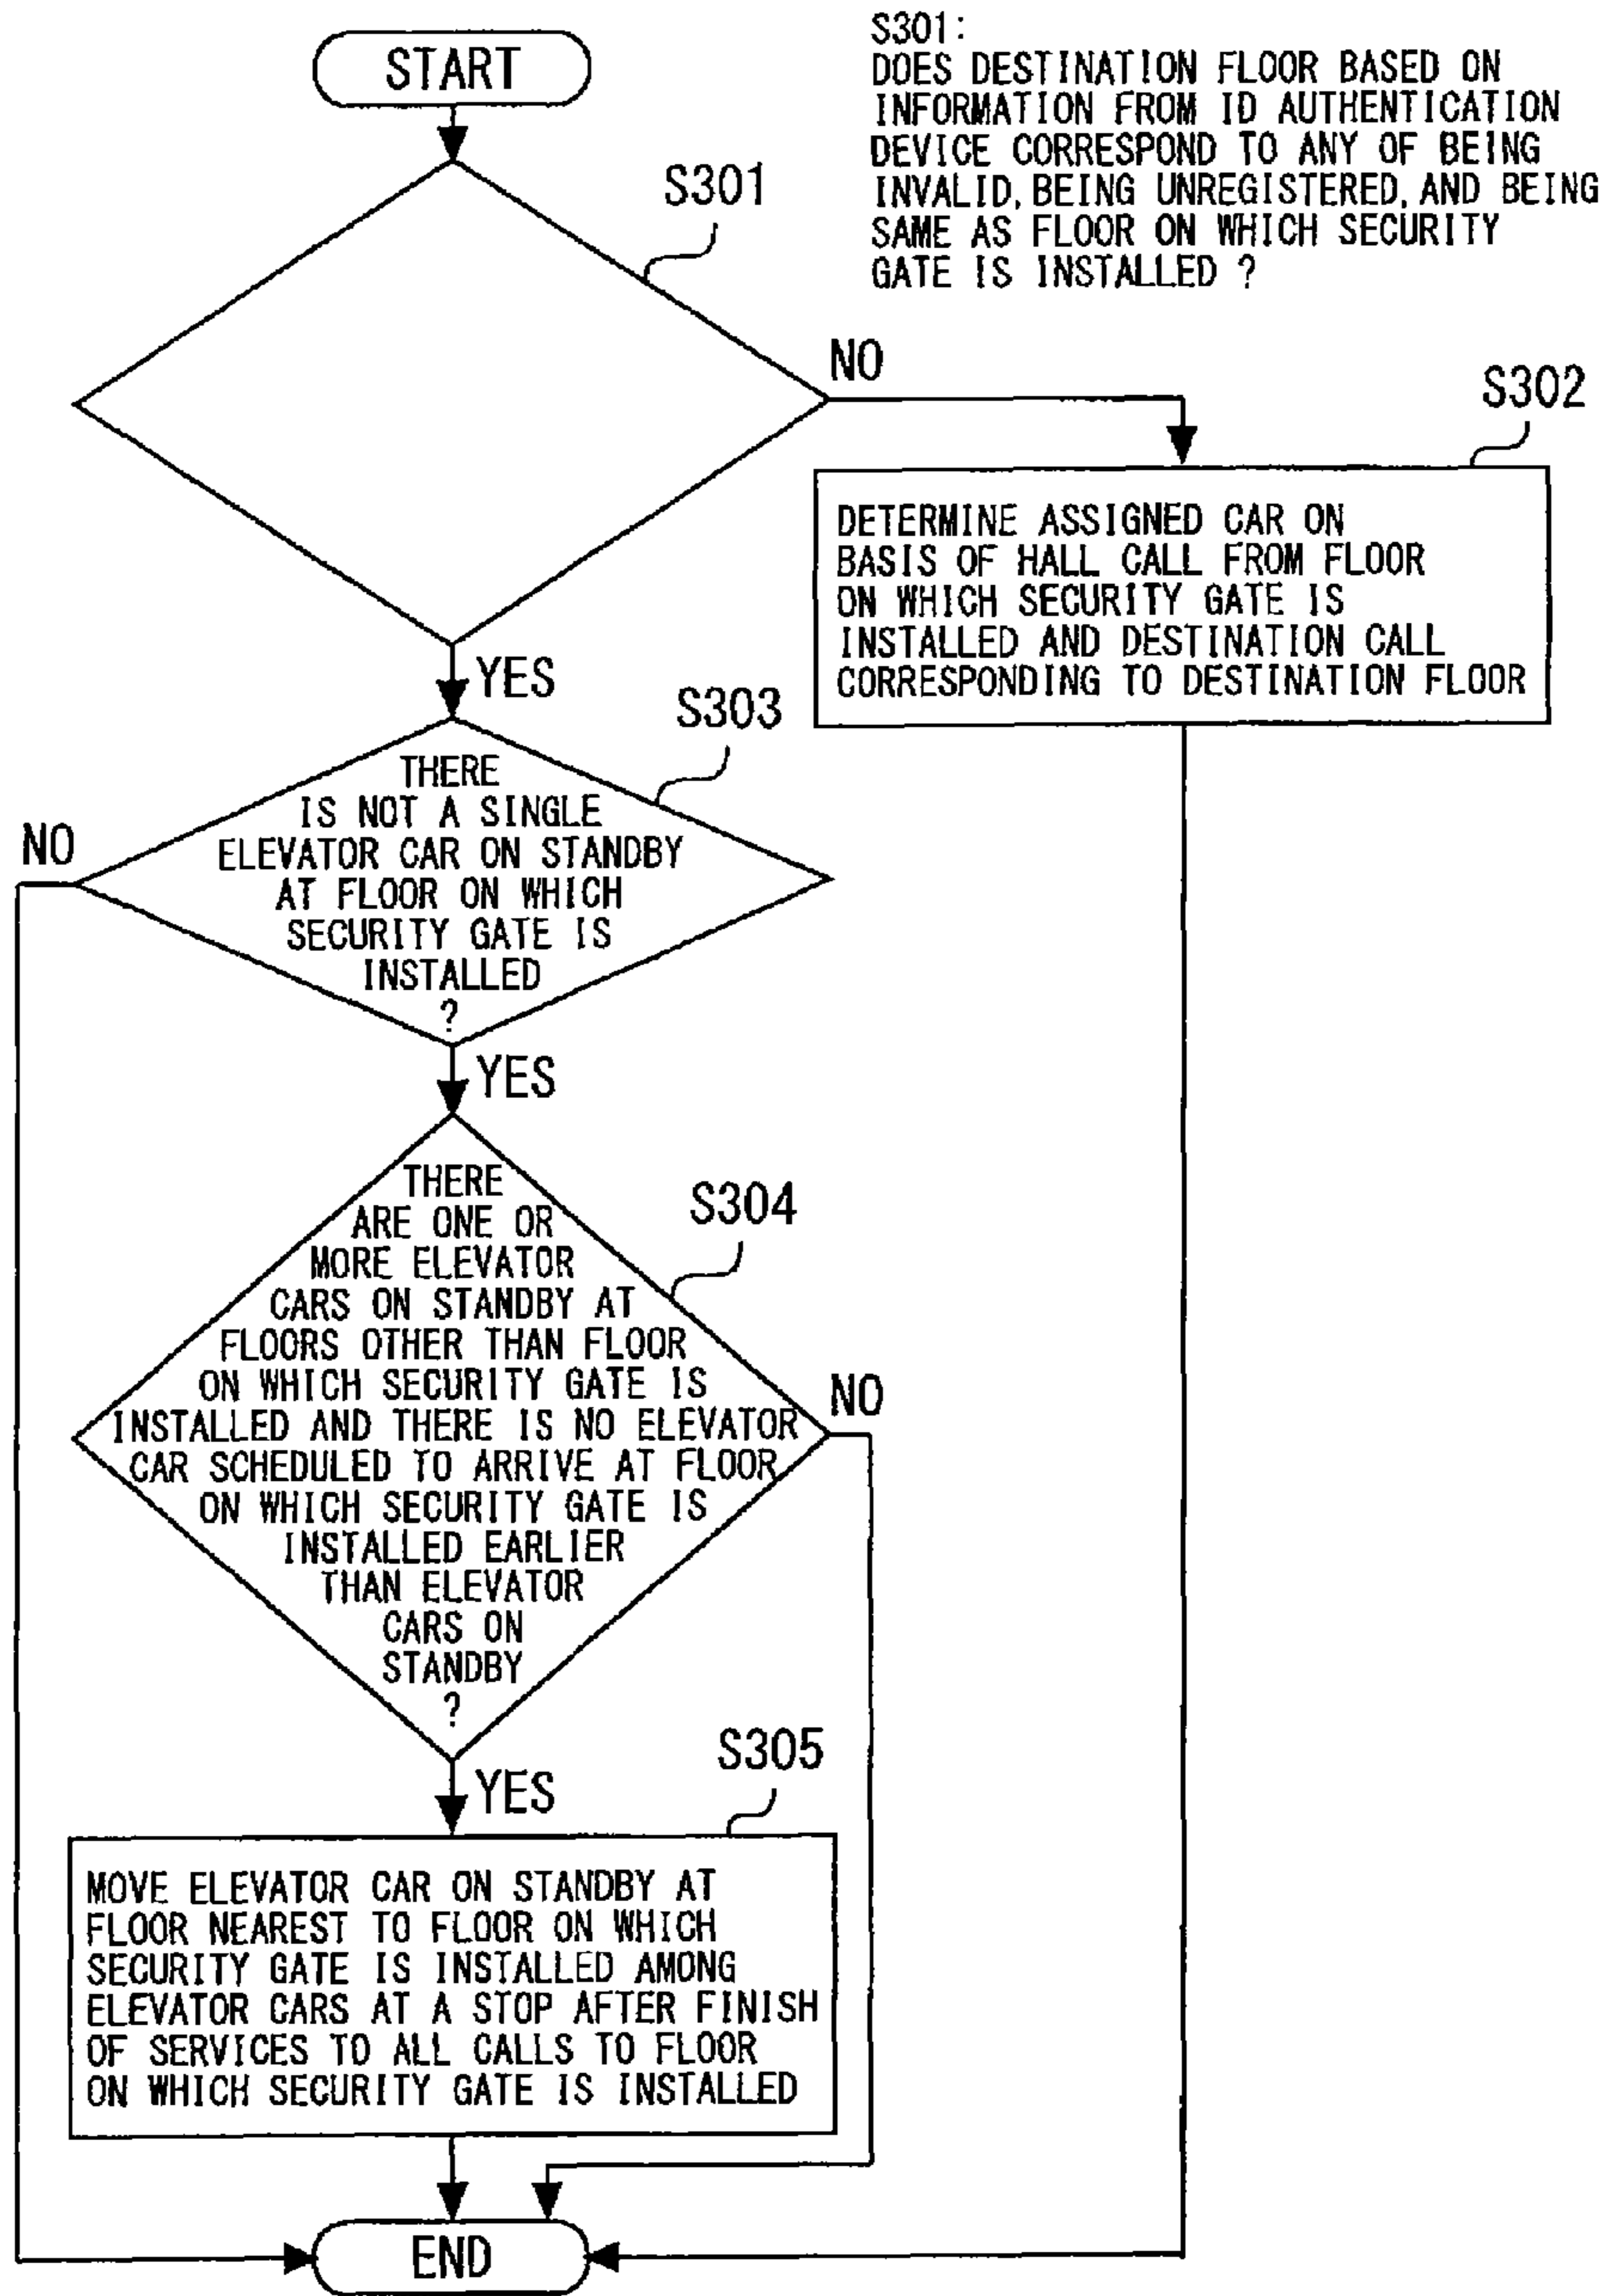 START
S301:
DOES DESTINATION FLOOR BASED ON
INFORMATION FROM ID AUTHENTICATION
DEVICE CORRESPOND TO ANY OF BEING
INVALID, BEING UNREGISTERED, AND BEING
SAME AS FLOOR ON WHICH SECURITY
GATE IS INSTALLED ?
S301
NO
S302
DETERMINE ASSIGNED CAR ON
BASIS OF HALL CALL FROM FLOOR
ON WHICH SECURITY GATE IS
INSTALLED AND DESTINATION CALL
CORRESPONDING TO DESTINATION FLOOR
YES
S303
THERE
IS NOT A SINGLE
ELEVATOR CAR ON STANDBY
AT FLOOR ON WHICH
SECURITY GATE IS
INSTALLED
?
NO
YES
S304
THERE
ARE ONE OR
MORE ELEVATOR
CARS ON STANDBY AT
FLOORS OTHER THAN FLOOR
ON WHICH SECURITY GATE IS
INSTALLED AND THERE IS NO ELEVATOR
CAR SCHEDULED TO ARRIVE AT FLOOR
ON WHICH SECURITY GATE IS
INSTALLED EARLIER
THAN ELEVATOR
CARS ON
STANDBY
?
NO
YES
S305
MOVE ELEVATOR CAR ON STANDBY AT
FLOOR NEAREST TO FLOOR ON WHICH
SECURITY GATE IS INSTALLED AMONG
ELEVATOR CARS AT A STOP AFTER FINISH
OF SERVICES TO ALL CALLS TO FLOOR
ON WHICH SECURITY GATE IS INSTALLED
END